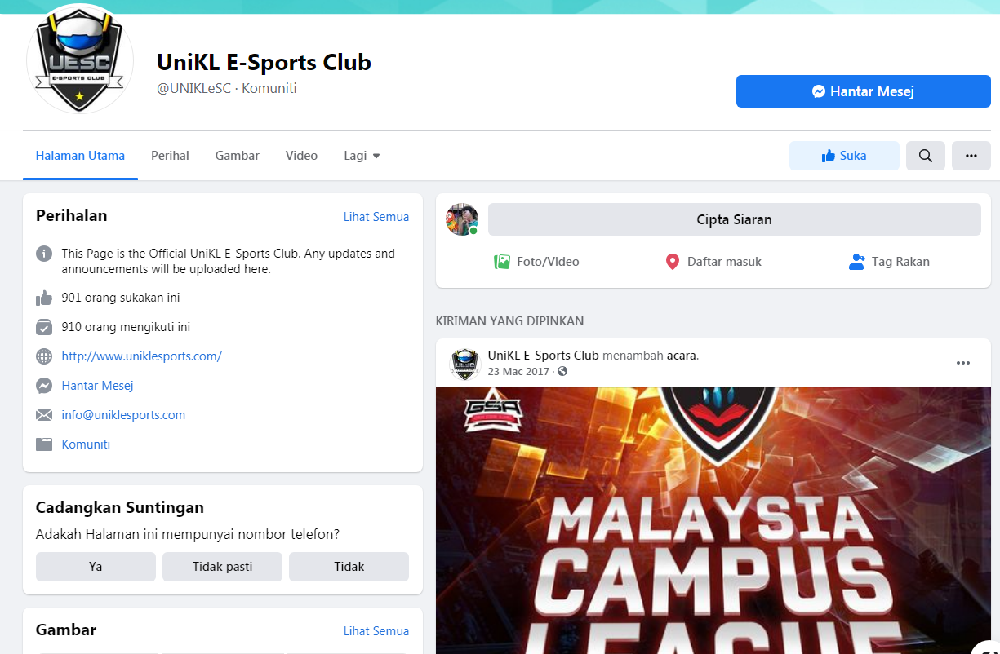 UESC
E-SPORTS CLUB
UniKL E-Sports Club
@UNIKLeSC · Komuniti
Hantar Mesej
Halaman Utama
Perihal
Gambar
Video
Lagi
Suka
Perihalan
Lihat Semua
This Page is the Official UniKL E-Sports Club. Any updates and
announcements will be uploaded here.
901 orang sukakan ini
910 orang mengikuti ini
http://www.uniklesports.com/
Hantar Mesej
info@uniklesports.com
Komuniti
Cadangkan Suntingan
Adakah Halaman ini mempunyai nombor telefon?
Ya
Tidak pasti
Tidak
Gambar
Lihat Semua
Cipta Siaran
Foto/Video
Daftar masuk
Tag Rakan
KIRIMAN YANG DIPINKAN
UESC
UniKL E-Sports Club menambah acara.
23 Mac 2017 ·
GSA
MALAYSIA
CAMPUS
LEAGUE